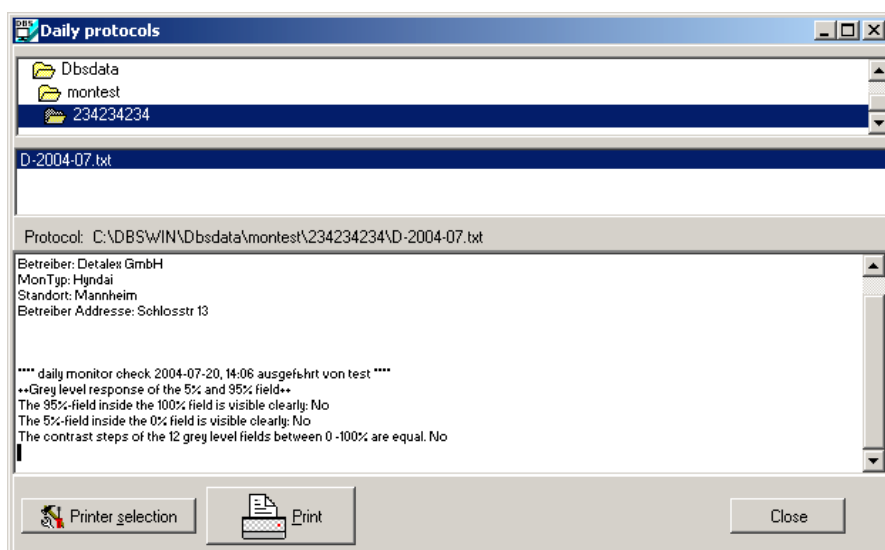 DBS
Daily protocols
Dbsdata
montest
234234234
D-2004-07.txt
Protocol: C:\DBSWIN\Dbsdata\montest\234234234\D-2004-07.txt
Betreiber: Detalex GmbH
MonTyp: Hyndai
Standort: Mannheim
Betreiber Addresse: Schlosstr 13
**** daily monitor check 2004-07-20, 14:06 ausgefьhrt von test ****
++Grey level response of the 5% and 95% field++
The 95%-field inside the 100% field is visible clearly: No
The 5%-field inside the 0% field is visible clearly: No
The contrast steps of the 12 grey level fields between 0 -100% are equal. No
Printer selection
Print
Close